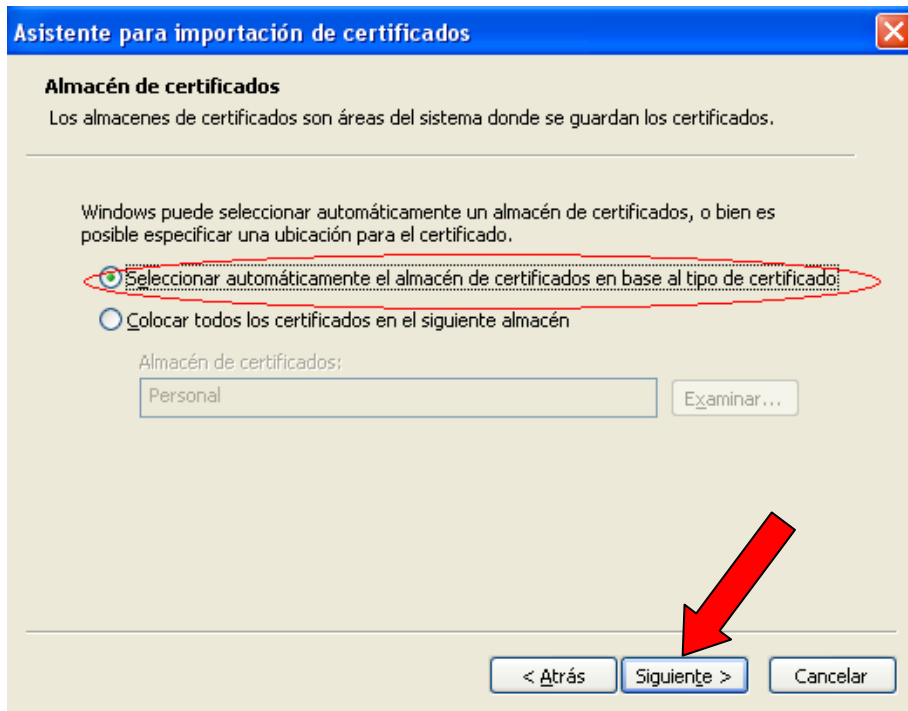 Asistente para importación de certificados
Almacén de certificados
Los almacenes de certificados son áreas del sistema donde se guardan los certificados.
Windows puede seleccionar automáticamente un almacén de certificados, o bien es
posible especificar una ubicación para el certificado.
Seleccionar automáticamente el almacén de certificados en base al tipo de certificado
Colocar todos los certificados en el siguiente almacén
Almacén de certificados:
Personal
Examinar...
< Atrás
Siguiente >
Cancelar